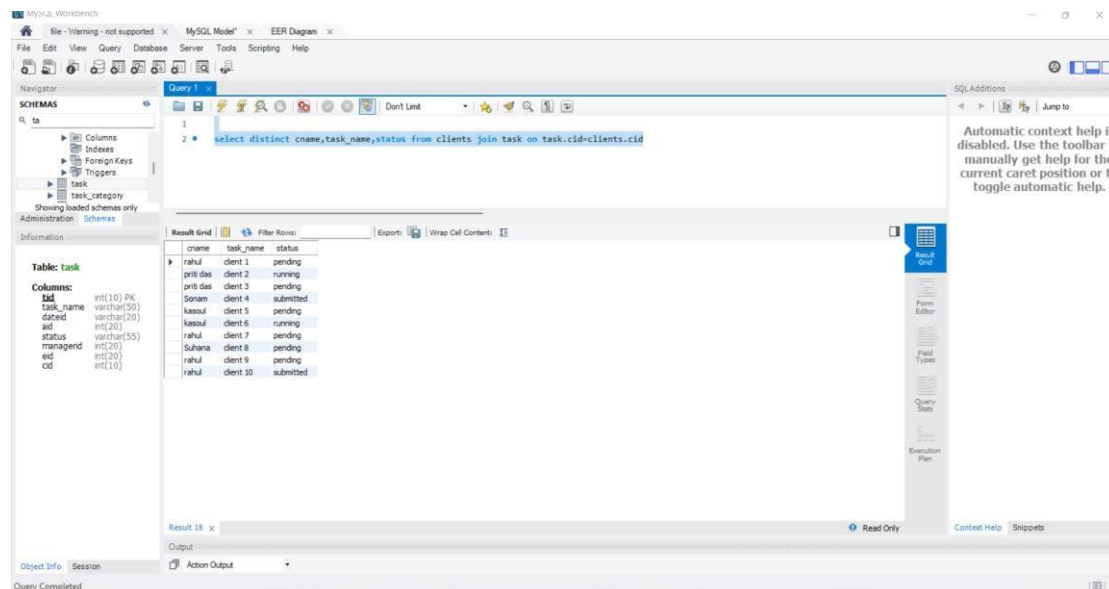 MySQL Workbench
file - Warning - not supported × MySQL Model* × EER Diagram ×
File Edit View Query Database Server Tools Scripting Help
Navigator
SCHEMAS
ta
Columns
Indexes
Foreign Keys
Triggers
task
task_category
Showing loaded schemas only
Administration Schemas
Information
Table: task
Columns:
tid int(10) PK
task_name varchar(50)
dateid varchar(20)
aid int(20)
status varchar(55)
managerid int(20)
eid int(20)
cid int(10)
Object Info Session
Query Completed
Query 1 ×
Don't Limit
1
2 select distinct cname,task_name,status from clients join task on task.cid=clients.cid
Result Grid Filter Rows: Export: Wrap Cell Content:
cname task_name status
rahul client 1 pending
priti das client 2 running
priti das client 3 pending
Sonam client 4 submitted
kasoul client 5 pending
kasoul client 6 running
rahul client 7 pending
Suhana client 8 pending
rahul client 9 pending
rahul client 10 submitted
Result Grid
Form Editor
Field Types
Query Stats
Execution Plan
Result 18 × Read Only
Output
Action Output
SQLAdditions
Jump to
Automatic context help i
disabled. Use the toolbar
manually get help for the
current caret position or t
toggle automatic help.
Context Help Snippets